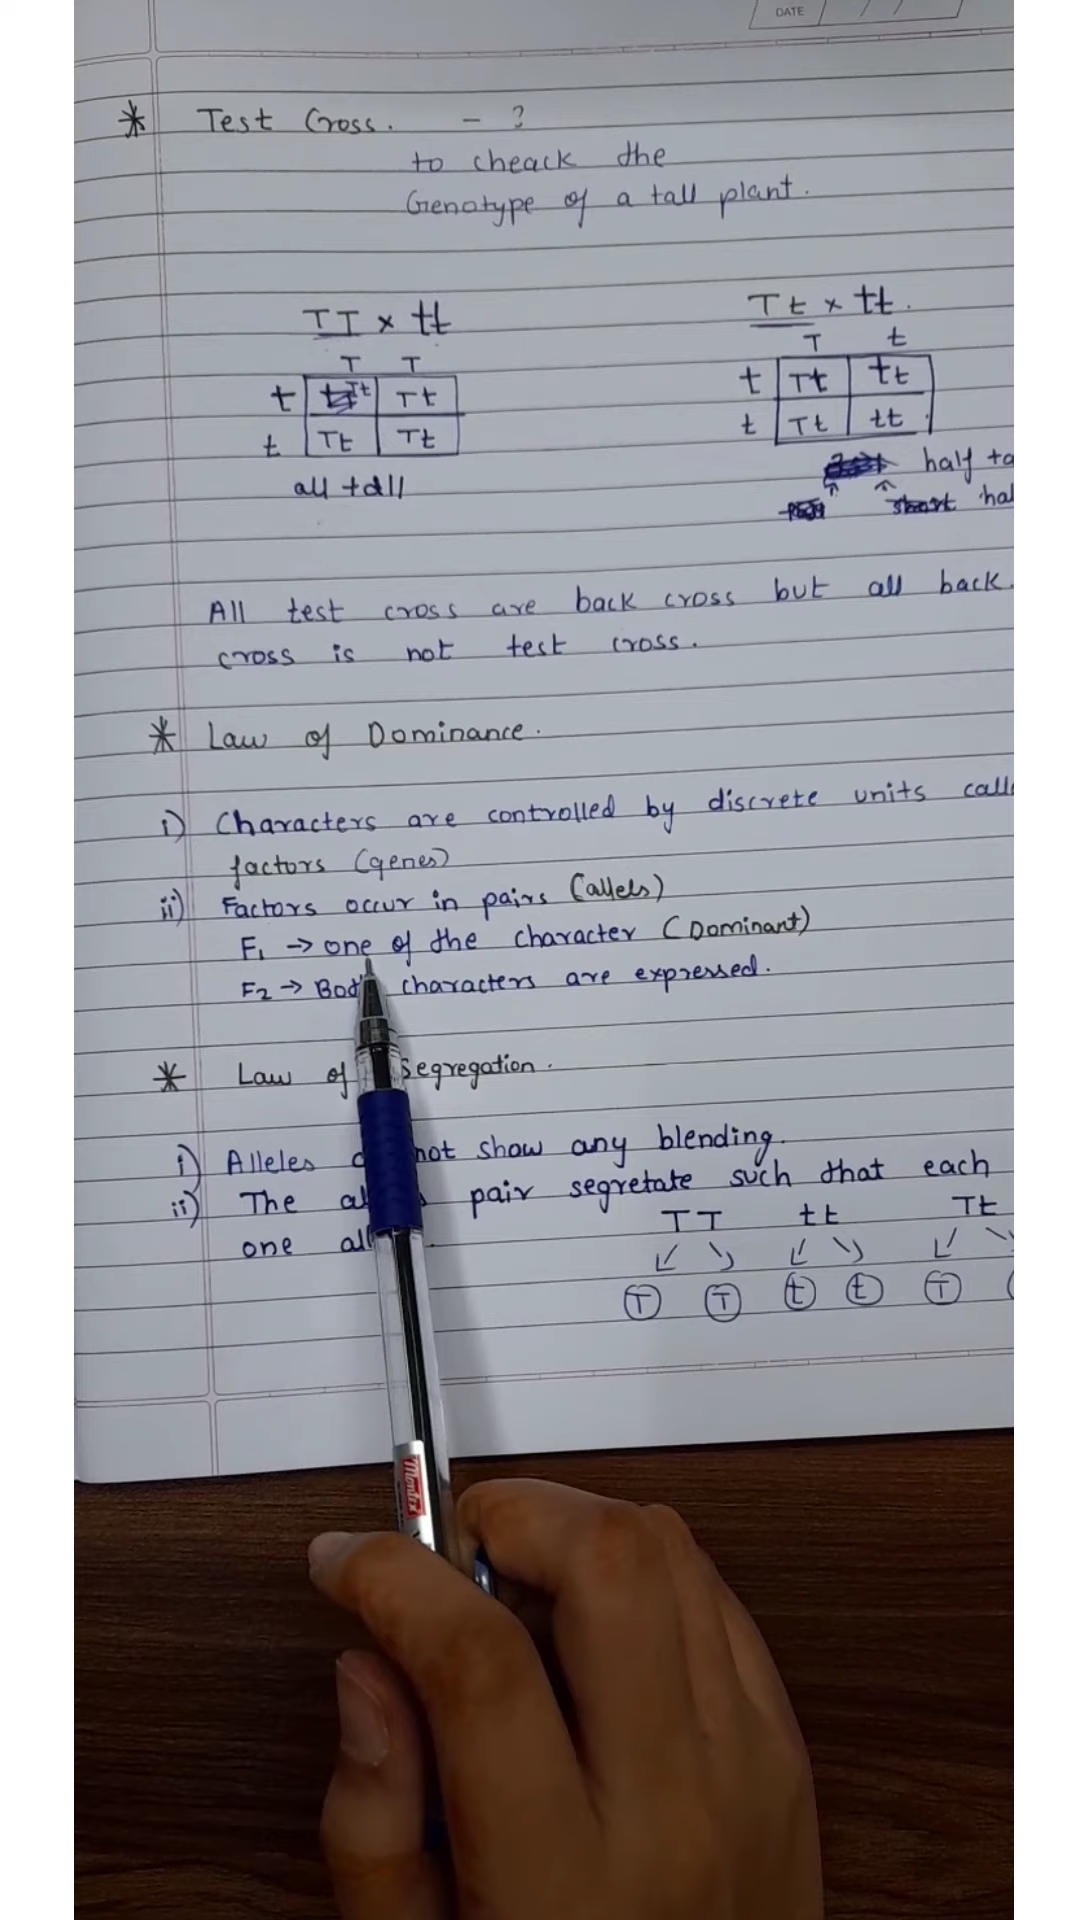 DATE
* Test Cross. - ?
to cheack the
Genotype of a tall plant.
TT x tt
T T
t Tt Tt
t Tt Tt
all tall
Tt x tt.
T t
t Tt tt
t Tt tt
half ta
short hal
All test cross are back cross but all back.
cross is not test cross.
* Law of Dominance.
i) Characters are controlled by discrete units calle
factors (genes)
ii) Factors occur in pairs (allels)
F1 → one of the character (Dominant)
F2 → characters are expressed.
* Law of segregation.
i) Alleles not show any blending.
ii) The pair segretate such that each
one
TT tt Tt
T T t t T
Montex